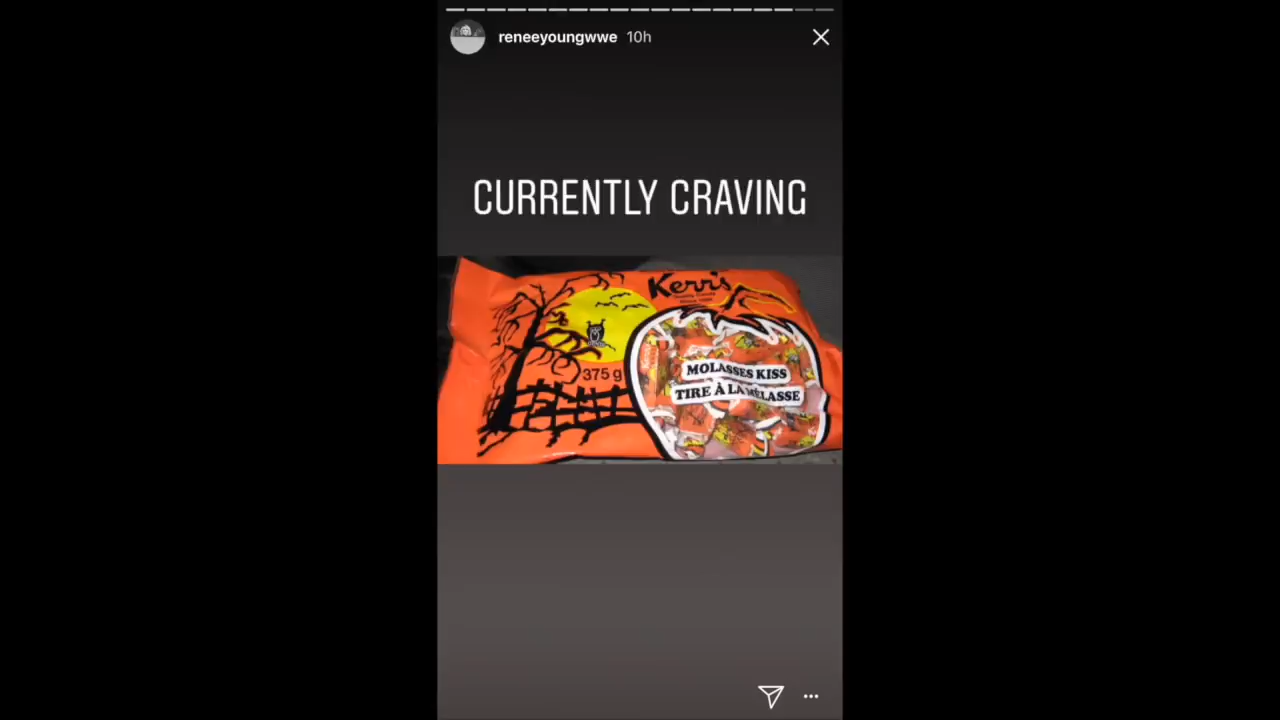 reneeyoungwwe 10h
CURRENTLY CRAVING
Kerr's
375 g
MOLASSES KISS
TIRE À LA MÉLASSE